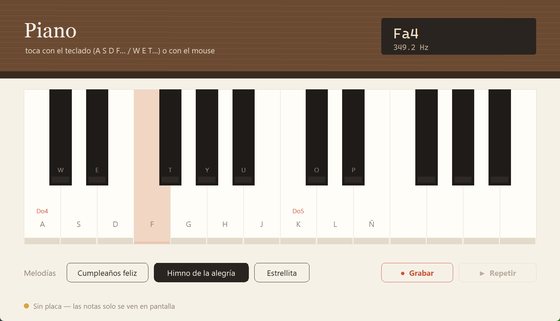 Piano
toca con el teclado (A S D F... / W E T...) o con el mouse
Fa4
349.2 Hz
W E T Y U O P
Do4 Do5
A S D F G H J K L Ñ
Melodías Cumpleaños feliz Himno de la alegría Estrellita ● Grabar ► Repetir
Sin placa — las notas solo se ven en pantalla